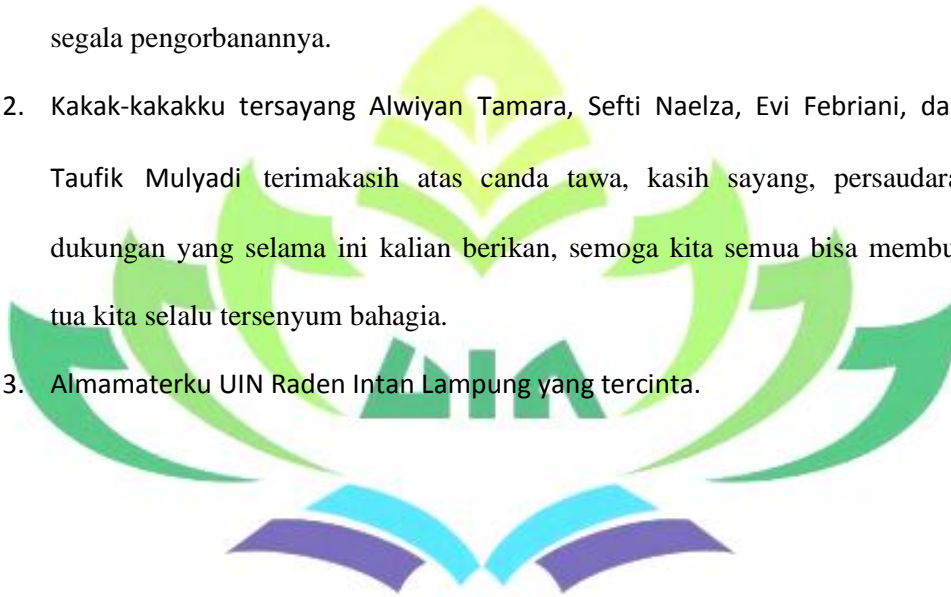 segala pengorbanannya.
2. Kakak-kakakku tersayang Alwiyan Tamara, Sefti Naelza, Evi Febriani, da
Taufik Mulyadi terimakasih atas canda tawa, kasih sayang, persaudara
dukungan yang selama ini kalian berikan, semoga kita semua bisa membu
tua kita selalu tersenyum bahagia.
3. Almamaterku UIN Raden Intan Lampung yang tercinta.
UIN